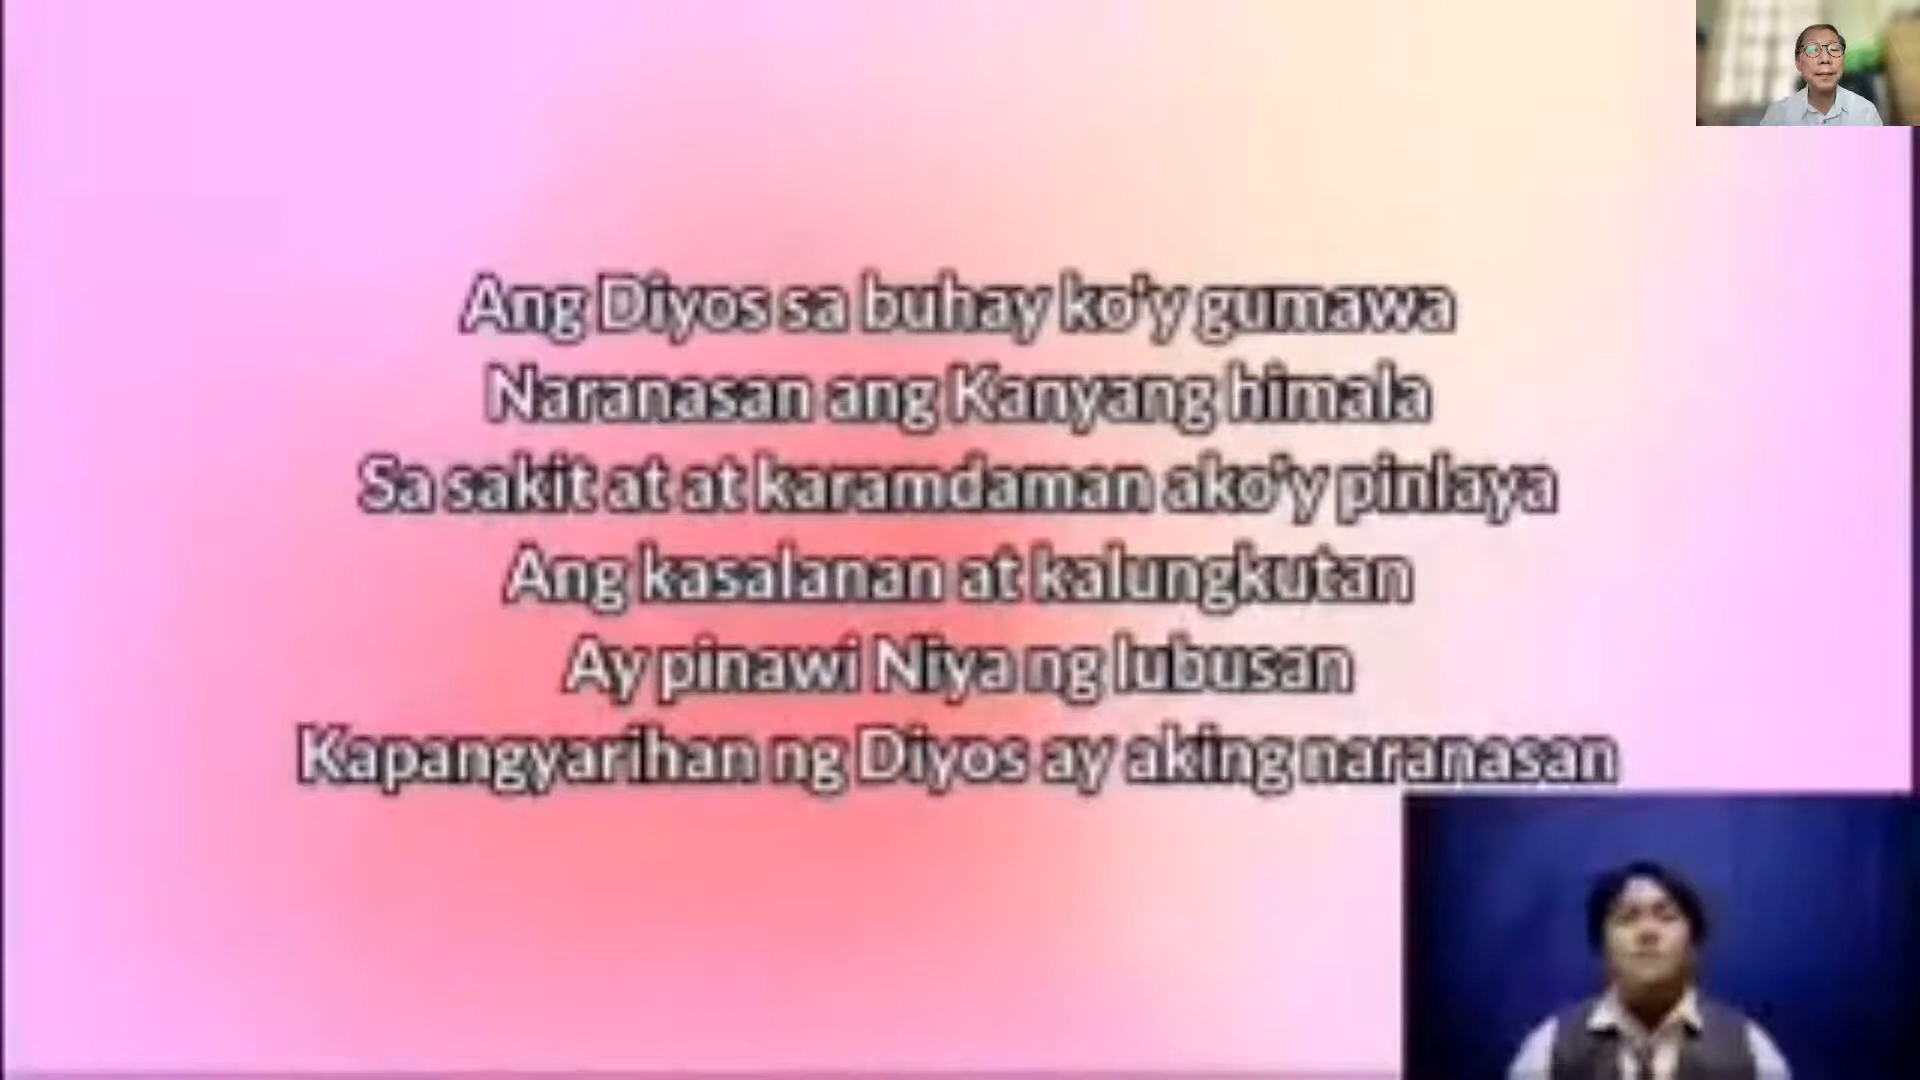 Ang Diyos sa buhay ko'y gumawa
Naranasan ang Kanyang himala
Sa sakit at at karamdaman ako'y pinlaya
Ang kasalanan at kalungkutan
Ay pinawi Niya ng lubusan
Kapangyarihan ng Diyos ay aking naranasan